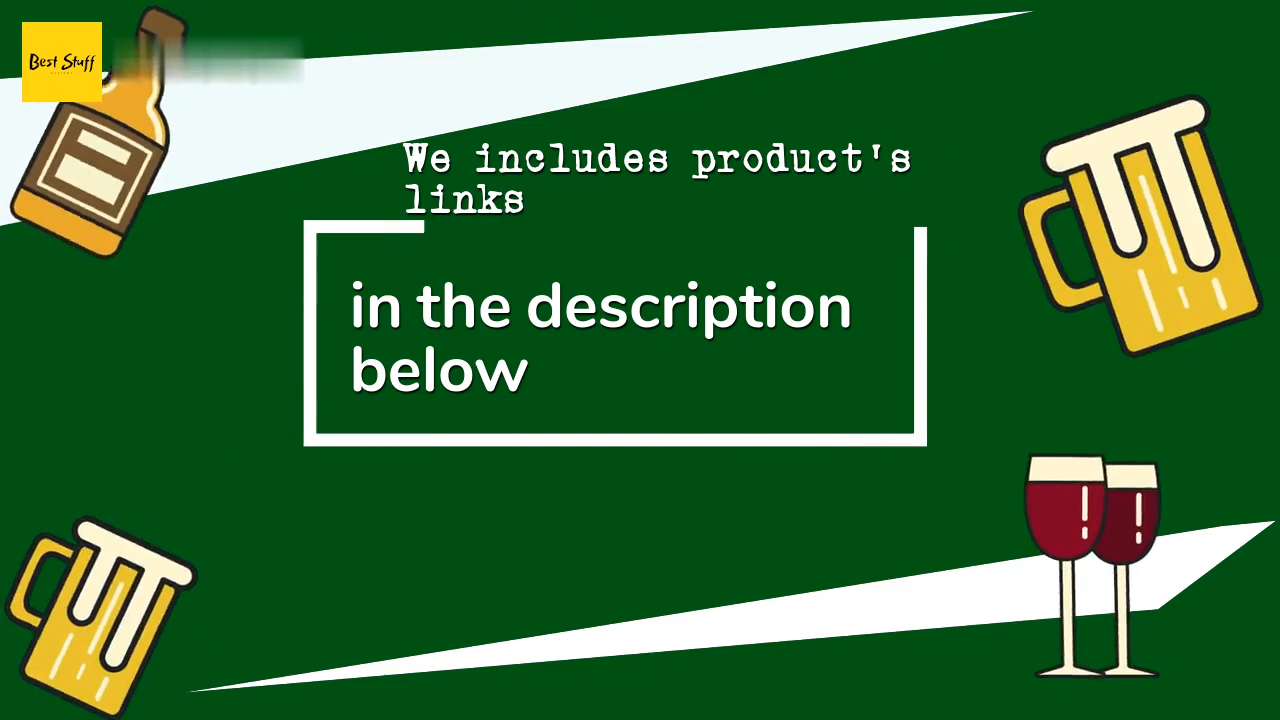 Best Stuff
We includes product's
links
in the description
below